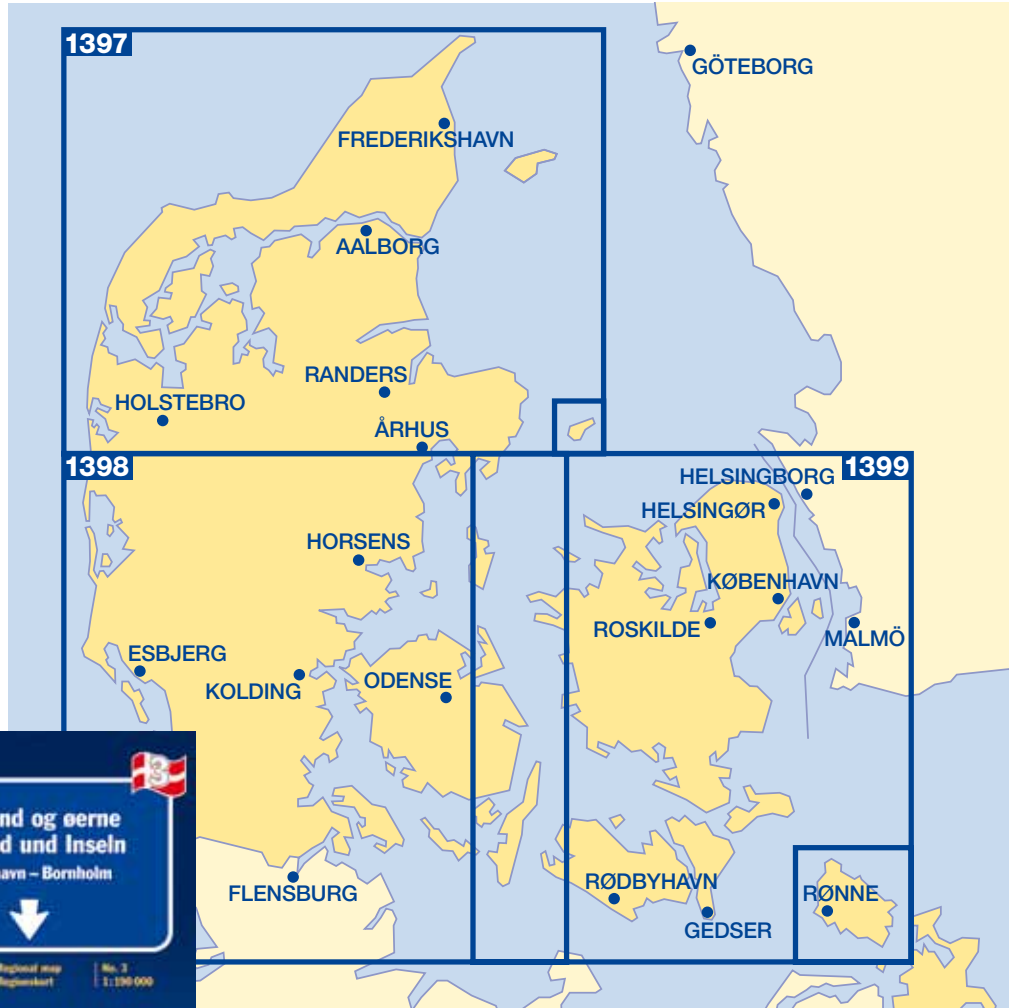 1397
GÖTEBORG
FREDERIKSHAVN
AALBORG
RANDERS
HOLSTEBRO
ÅRHUS
1398
1399
HELSINGBORG
HELSINGØR
HORSENS
KØBENHAVN
ROSKILDE
MALMÖ
ESBJERG
KOLDING
ODENSE
FLENSBURG
RØDBYHAVN
GEDSER
RØNNE
3
nd og øerne
d und Inseln
avn – Bornholm
Regional map
Regionskort
No. 3
1:190 000